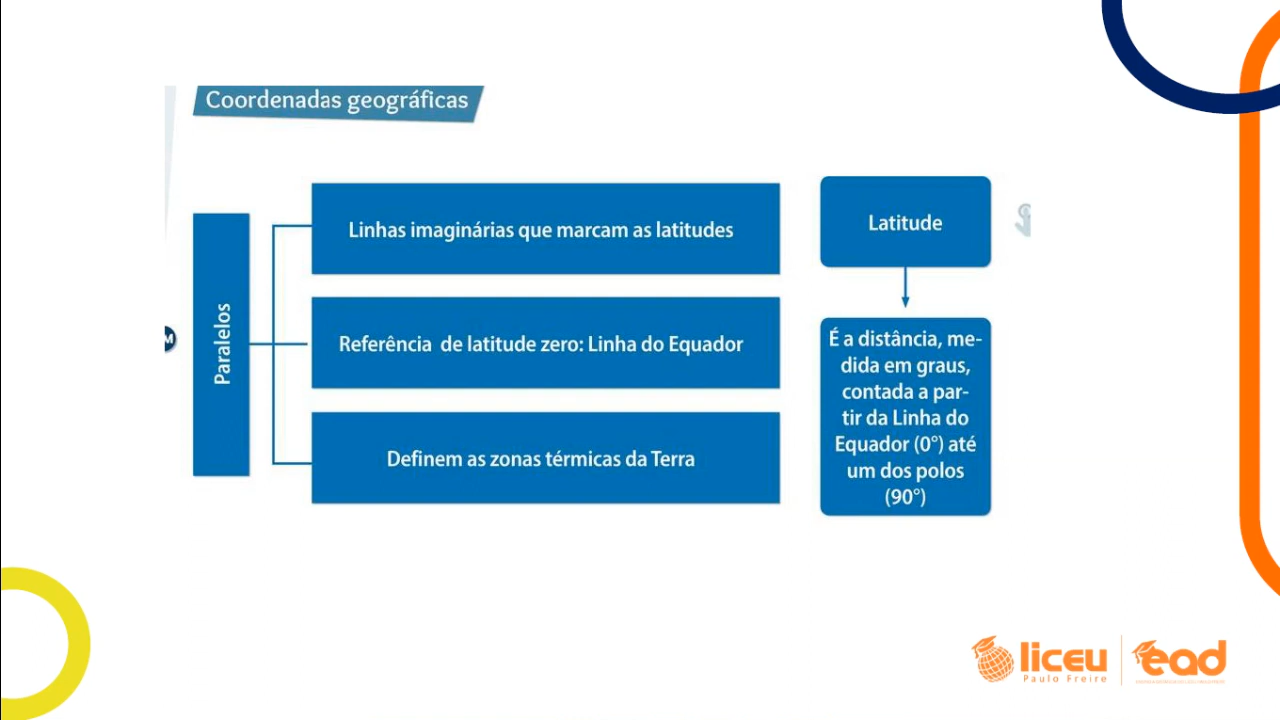 Coordenadas geográficas
Paralelos
Linhas imaginárias que marcam as latitudes
Referência de latitude zero: Linha do Equador
Definem as zonas térmicas da Terra
Latitude
É a distância, me-
dida em graus,
contada a par-
tir da Linha do
Equador (0°) até
um dos polos
(90°)
M
liceu
Paulo Freire
ead